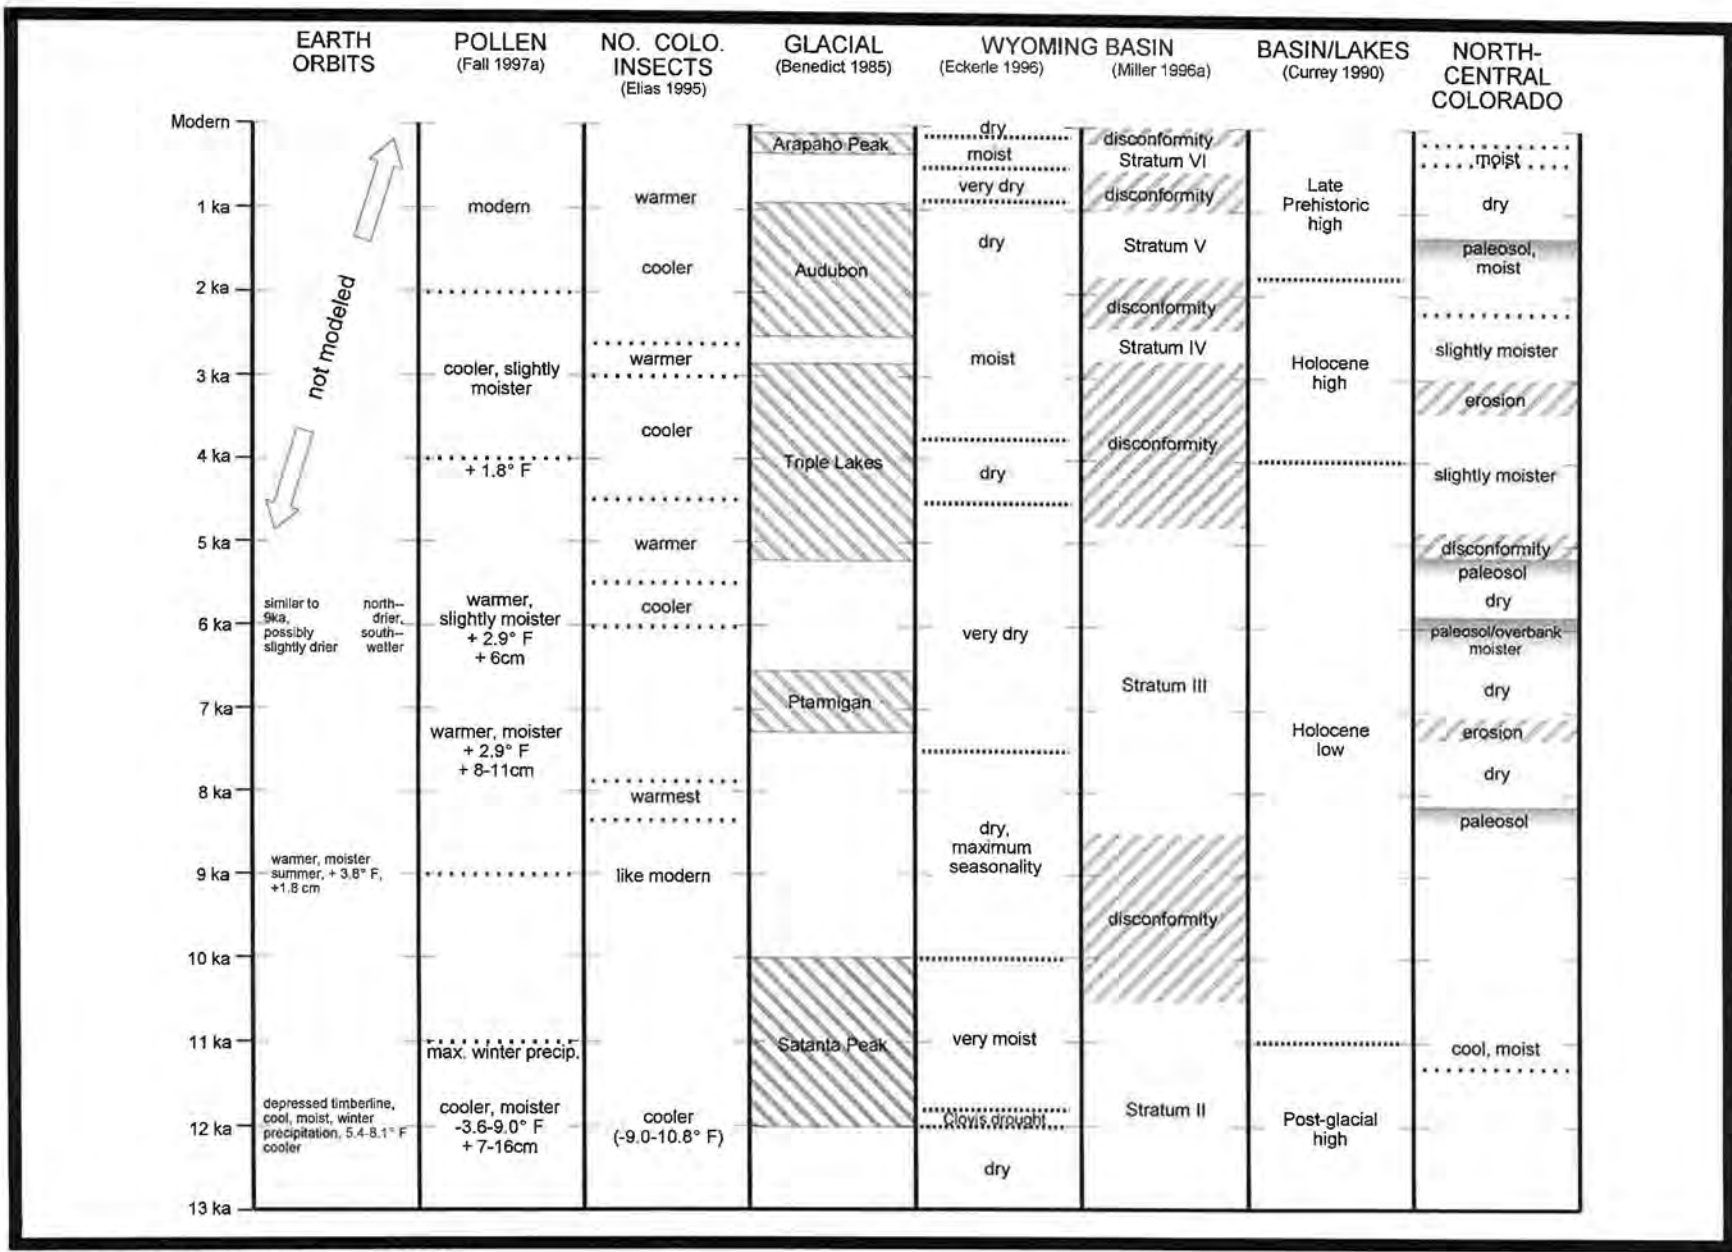 EARTH
ORBITS
POLLEN
(Fall 1997a)
NO. COLO.
INSECTS
(Elias 1995)
GLACIAL
(Benedict 1985)
WYOMING BASIN
(Eckerle 1996)
(Miller 1996a)
BASIN/LAKES
(Currey 1990)
NORTH-
CENTRAL
COLORADO
Modern
1 ka
2 ka
3 ka
4 ka
5 ka
6 ka
7 ka
8 ka
9 ka
10 ka
11 ka
12 ka
13 ka
not modeled
similar to
9ka,
possibly
slightly drier
north--
drier,
south--
wetter
warmer, moister
summer, + 3.8° F,
+1.8 cm
depressed timberline,
cool, moist, winter
precipitation, 5.4-8.1° F
cooler
modern
cooler, slightly
moister
+ 1.8° F
warmer,
slightly moister
+ 2.9° F
+ 6cm
warmer, moister
+ 2.9° F
+ 8-11cm
max. winter precip.
cooler, moister
-3.6-9.0° F
+ 7-16cm
warmer
cooler
warmer
cooler
warmer
cooler
warmest
like modern
cooler
(-9.0-10.8° F)
Arapaho Peak
Audubon
Triple Lakes
Ptarmigan
Satanta Peak
dry
moist
very dry
dry
moist
dry
very dry
dry,
maximum
seasonality
very moist
Clovis drought
dry
disconformity
Stratum VI
disconformity
Stratum V
disconformity
Stratum IV
disconformity
Stratum III
disconformity
Stratum II
Late
Prehistoric
high
Holocene
high
Holocene
low
Post-glacial
high
moist
dry
paleosol,
moist
slightly moister
erosion
slightly moister
disconformity
paleosol
dry
paleosol/overbank
moister
dry
erosion
dry
paleosol
cool, moist